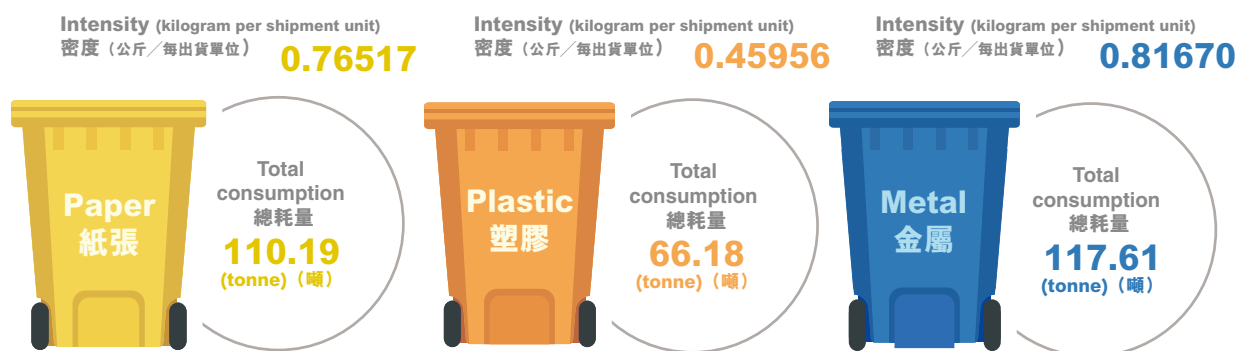 Intensity (kilogram per shipment unit)
密度（公斤╱每出貨單位）
0.76517
Paper
紙張
Total
consumption
總耗量
110.19
(tonne)（噸）
Intensity (kilogram per shipment unit)
密度（公斤╱每出貨單位）
0.45956
Plastic
塑膠
Total
consumption
總耗量
66.18
(tonne)（噸）
Intensity (kilogram per shipment unit)
密度（公斤╱每出貨單位）
0.81670
Metal
金屬
Total
consumption
總耗量
117.61
(tonne)（噸）